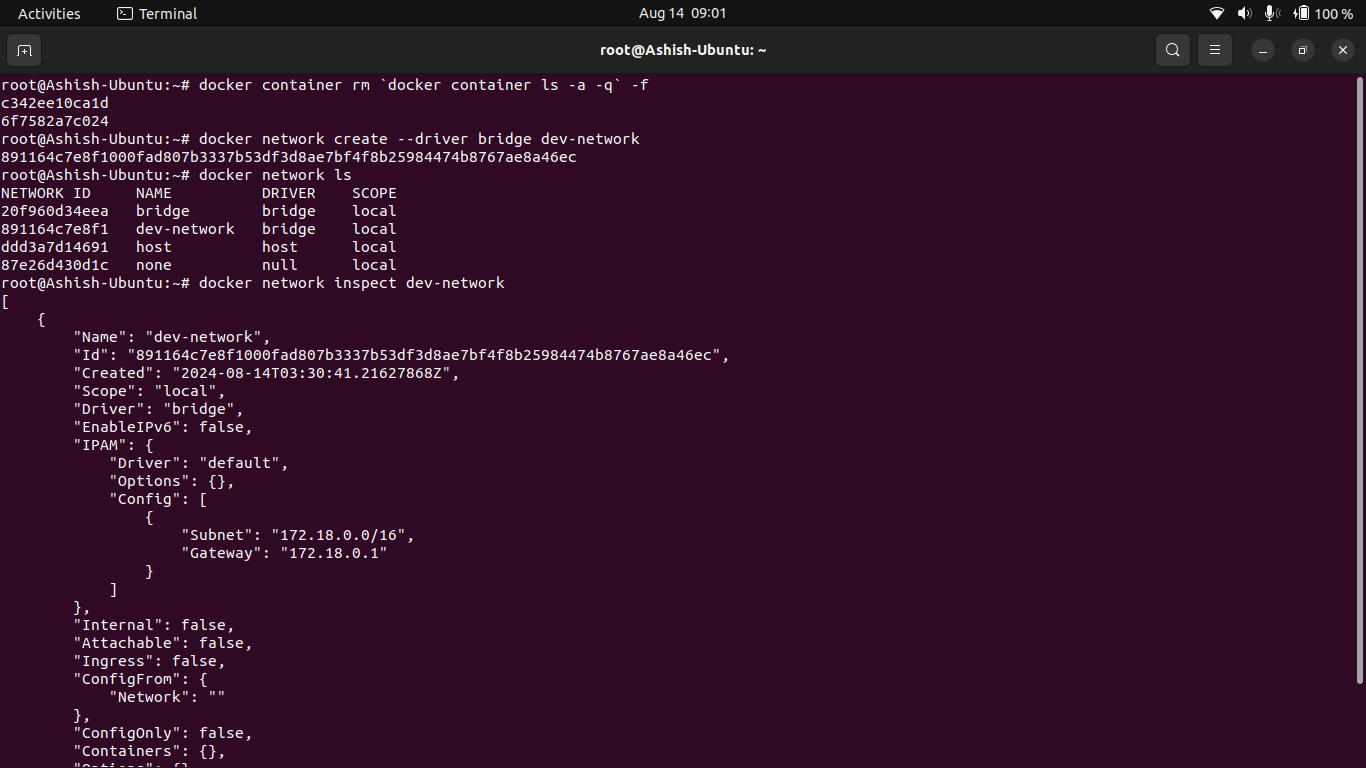 Activities Terminal Aug 14 09:01 100 %
root@Ashish-Ubuntu: ~
root@Ashish-Ubuntu:~# docker container rm `docker container ls -a -q` -f
c342ee10ca1d
6f7582a7c024
root@Ashish-Ubuntu:~# docker network create --driver bridge dev-network
891164c7e8f1000fad807b3337b53df3d8ae7bf4f8b25984474b8767ae8a46ec
root@Ashish-Ubuntu:~# docker network ls
NETWORK ID     NAME          DRIVER    SCOPE
20f960d34eea   bridge        bridge    local
891164c7e8f1   dev-network   bridge    local
ddd3a7d14691   host          host      local
87e26d430d1c   none          null      local
root@Ashish-Ubuntu:~# docker network inspect dev-network
[
    {
        "Name": "dev-network",
        "Id": "891164c7e8f1000fad807b3337b53df3d8ae7bf4f8b25984474b8767ae8a46ec",
        "Created": "2024-08-14T03:30:41.21627868Z",
        "Scope": "local",
        "Driver": "bridge",
        "EnableIPv6": false,
        "IPAM": {
            "Driver": "default",
            "Options": {},
            "Config": [
                {
                    "Subnet": "172.18.0.0/16",
                    "Gateway": "172.18.0.1"
                }
            ]
        },
        "Internal": false,
        "Attachable": false,
        "Ingress": false,
        "ConfigFrom": {
            "Network": ""
        },
        "ConfigOnly": false,
        "Containers": {},